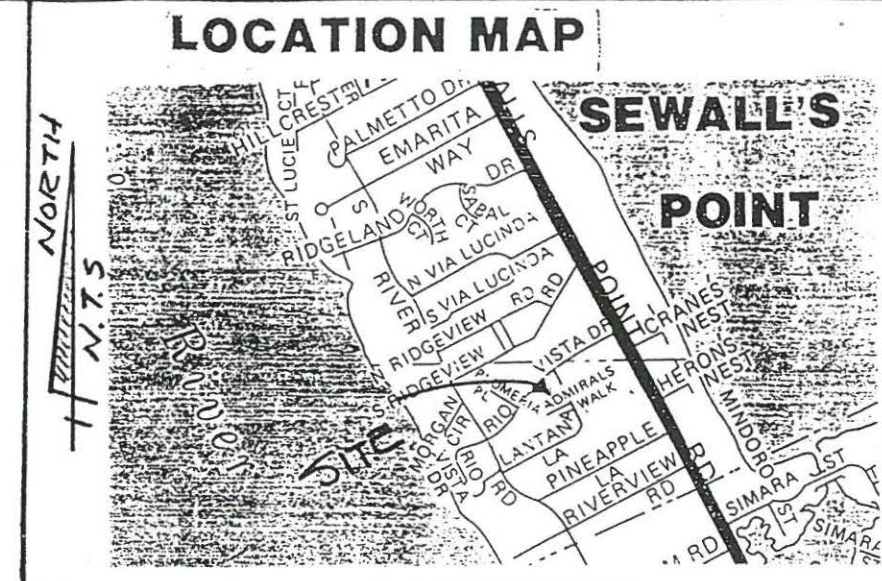 LOCATION MAP
NORTH
N.T.S
SEWALL'S
POINT
HILLCREST
ST LUCIE CT
PALMETTO DR
EMARITA
WAY
DR
RIDGELAND
WORTH
CT
SABAL
CT
S RIVER
N VIA LUCINDA
S VIA LUCINDA
N RIDGEVIEW RD
S RIDGEVIEW RD
POINT
RD
VISTA DR
CRANE'S
NEST
HERONS
NEST
PLUMERIA
PL
ADMIRALS
WALK
MORGAN
CIR
RIO
LANTANA
LA
PINEAPPLE
LA
RIVERVIEW
RD
RIO
VISTA
DR
RD
MINDORO
ST
SIMARA ST
SIMARA
M RD
River
SITE